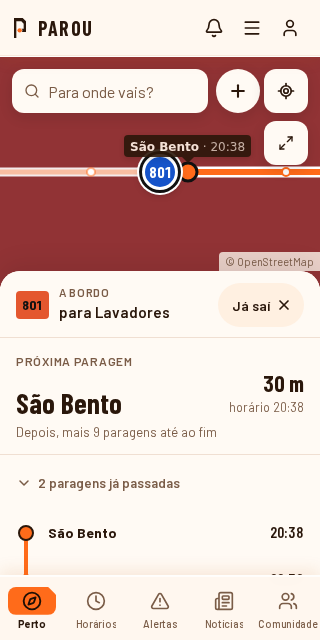 PAROU
Para onde vais?
São Bento · 20:38
801
© OpenStreetMap
801
A BORDO
para Lavadores
Já saí
PRÓXIMA PARAGEM
São Bento
30 m
horário 20:38
Depois, mais 9 paragens até ao fim
2 paragens já passadas
São Bento
20:38
Perto
Horários
Alertas
Notícias
Comunidade